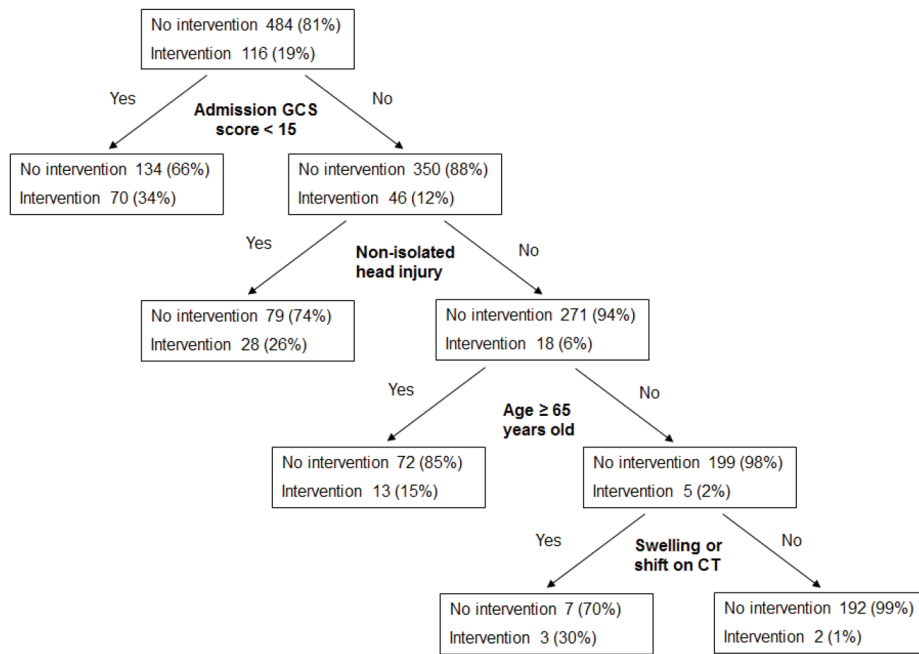 No intervention 484 (81%)
Intervention 116 (19%)
Yes
No
Admission GCS
score < 15
No intervention 134 (66%)
Intervention 70 (34%)
No intervention 350 (88%)
Intervention 46 (12%)
Yes
No
Non-isolated
head injury
No intervention 79 (74%)
Intervention 28 (26%)
No intervention 271 (94%)
Intervention 18 (6%)
Yes
No
Age ≥ 65
years old
No intervention 72 (85%)
Intervention 13 (15%)
No intervention 199 (98%)
Intervention 5 (2%)
Yes
No
Swelling or
shift on CT
No intervention 7 (70%)
Intervention 3 (30%)
No intervention 192 (99%)
Intervention 2 (1%)